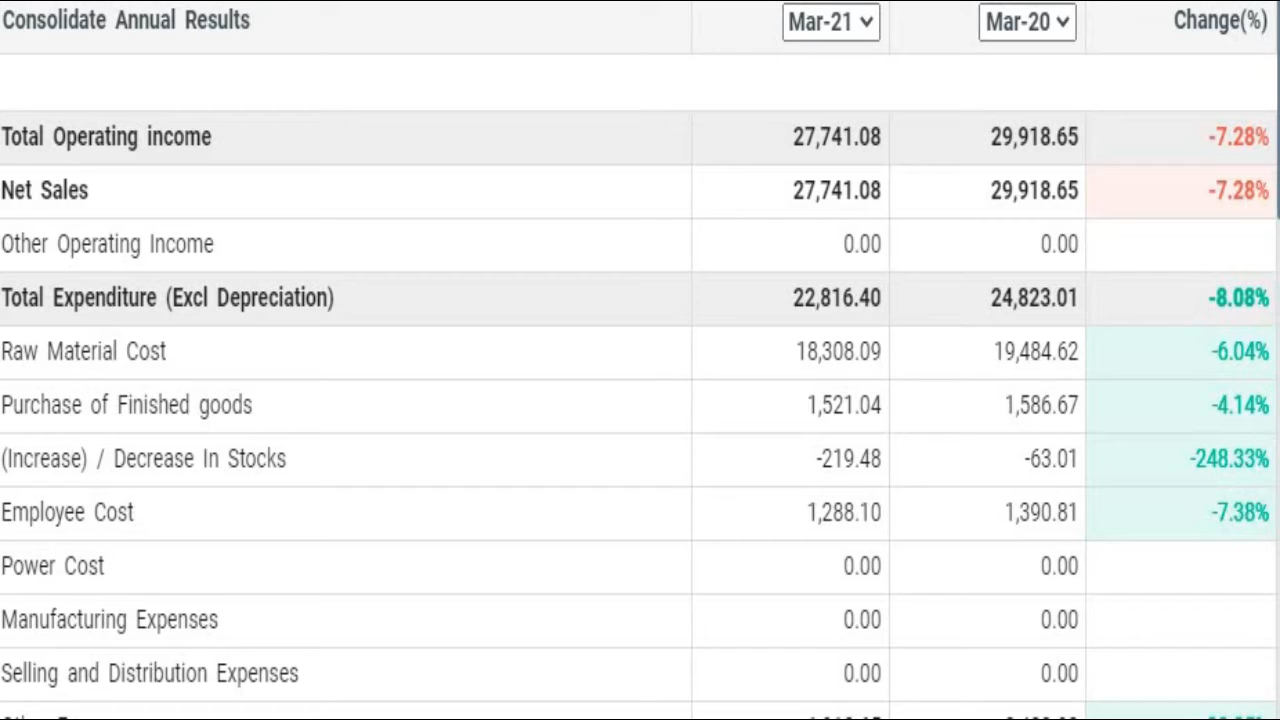 Consolidate Annual Results Mar-21 Mar-20 Change(%)
Total Operating income 27,741.08 29,918.65 -7.28%
Net Sales 27,741.08 29,918.65 -7.28%
Other Operating Income 0.00 0.00
Total Expenditure (Excl Depreciation) 22,816.40 24,823.01 -8.08%
Raw Material Cost 18,308.09 19,484.62 -6.04%
Purchase of Finished goods 1,521.04 1,586.67 -4.14%
(Increase) / Decrease In Stocks -219.48 -63.01 -248.33%
Employee Cost 1,288.10 1,390.81 -7.38%
Power Cost 0.00 0.00
Manufacturing Expenses 0.00 0.00
Selling and Distribution Expenses 0.00 0.00